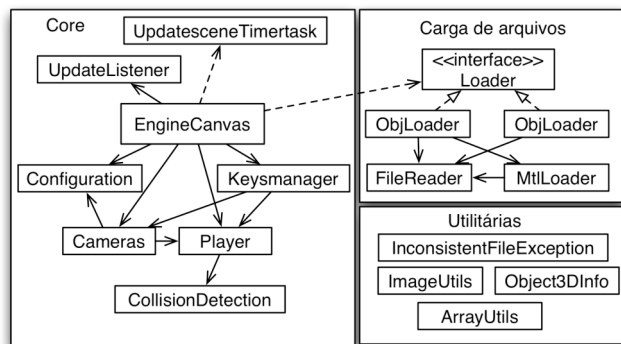 Core
UpdatesceneTimertask
UpdateListener
EngineCanvas
Configuration
Keysmanager
Cameras
Player
CollisionDetection
Carga de arquivos
<<interface>>
Loader
ObjLoader
ObjLoader
FileReader
MtlLoader
Utilitárias
InconsistentFileException
ImageUtils
Object3DInfo
ArrayUtils